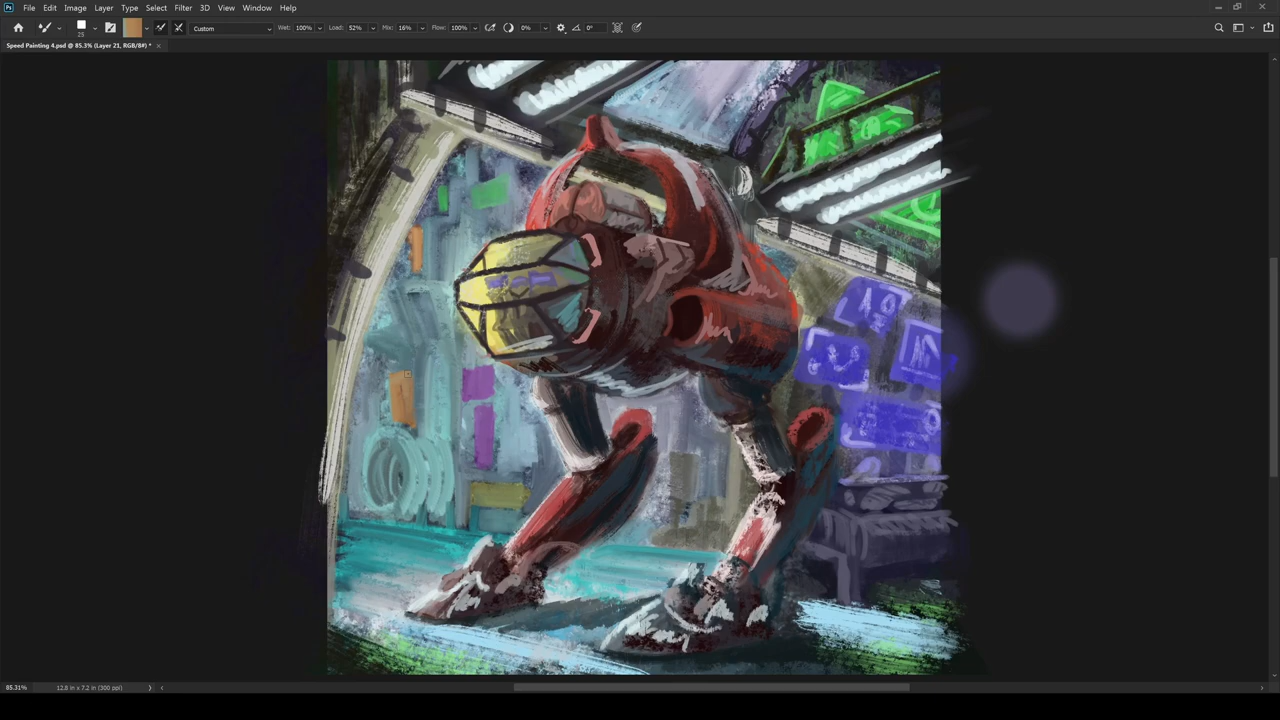 File Edit Image Layer Type Select Filter 3D View Window Help
25 Custom Wet: 100% Load: 52% Mix: 16% Flow: 100% 0% 0°
Speed Painting 4.psd @ 85.3% (Layer 21, RGB/8#) * ×
85.31% 12.8 in x 7.2 in (300 ppi)